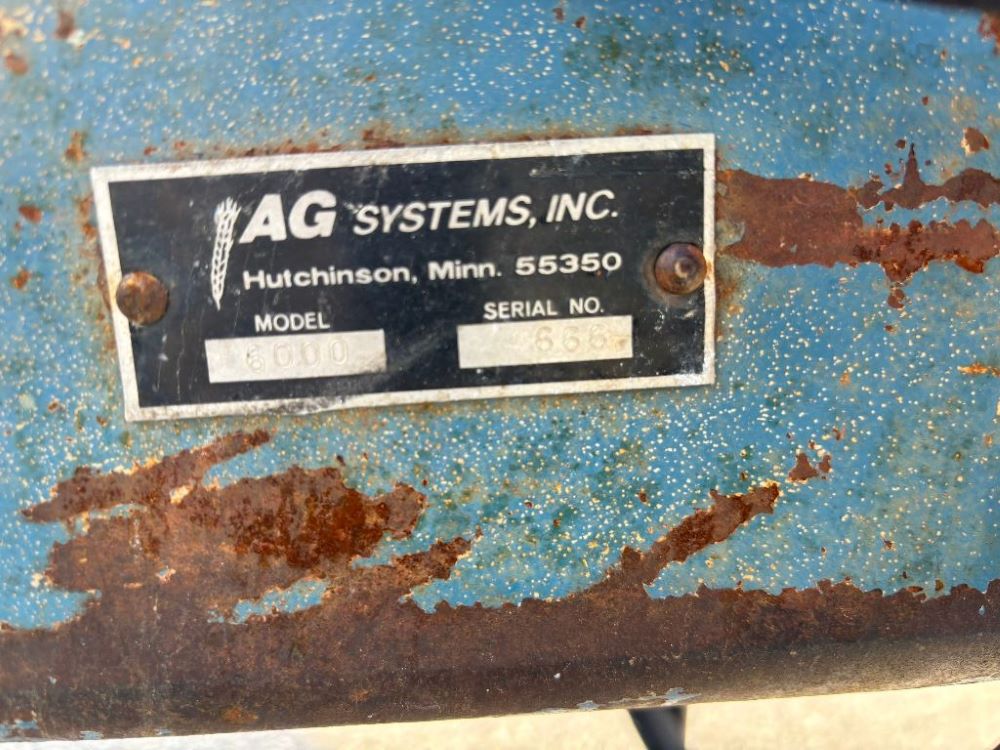 AG SYSTEMS, INC.
Hutchinson, Minn. 55350
MODEL SERIAL NO.
6000 666